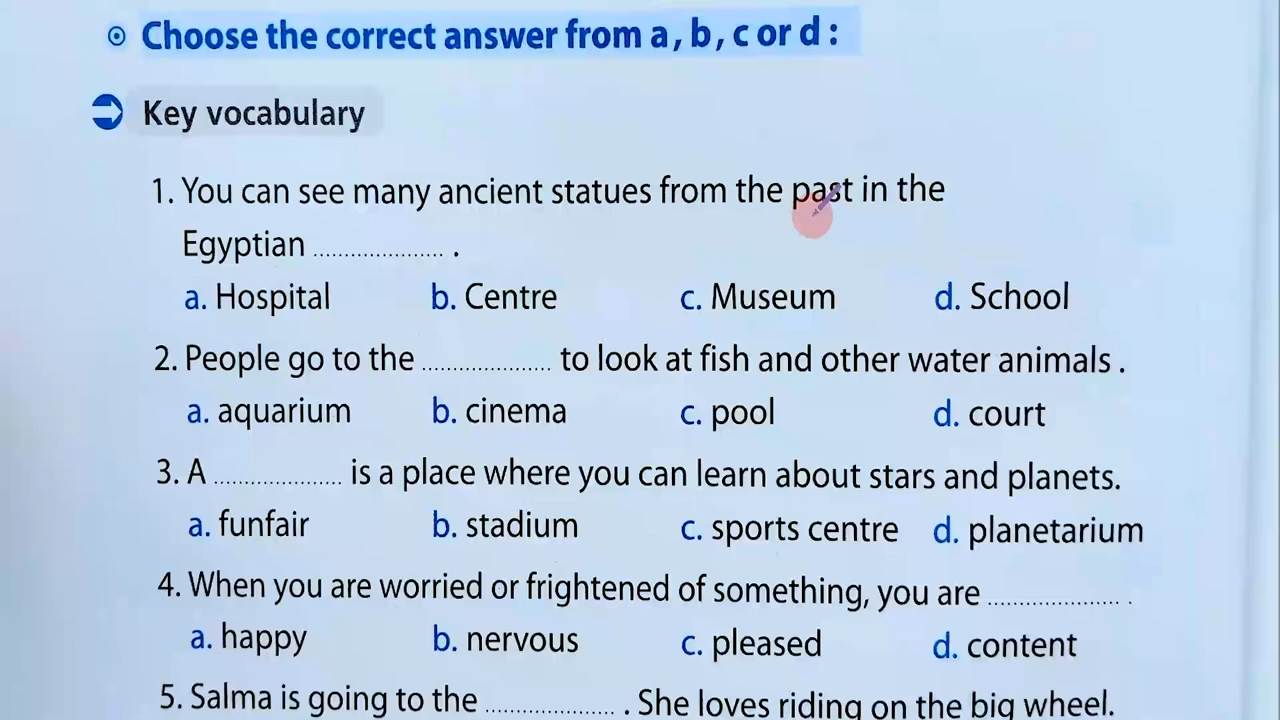 Choose the correct answer from a, b, c or d :
Key vocabulary
1. You can see many ancient statues from the past in the
Egyptian ..................... .
a. Hospital b. Centre c. Museum d. School
2. People go to the ..................... to look at fish and other water animals .
a. aquarium b. cinema c. pool d. court
3. A ..................... is a place where you can learn about stars and planets.
a. funfair b. stadium c. sports centre d. planetarium
4. When you are worried or frightened of something, you are ..................... .
a. happy b. nervous c. pleased d. content
5. Salma is going to the ..................... . She loves riding on the big wheel.